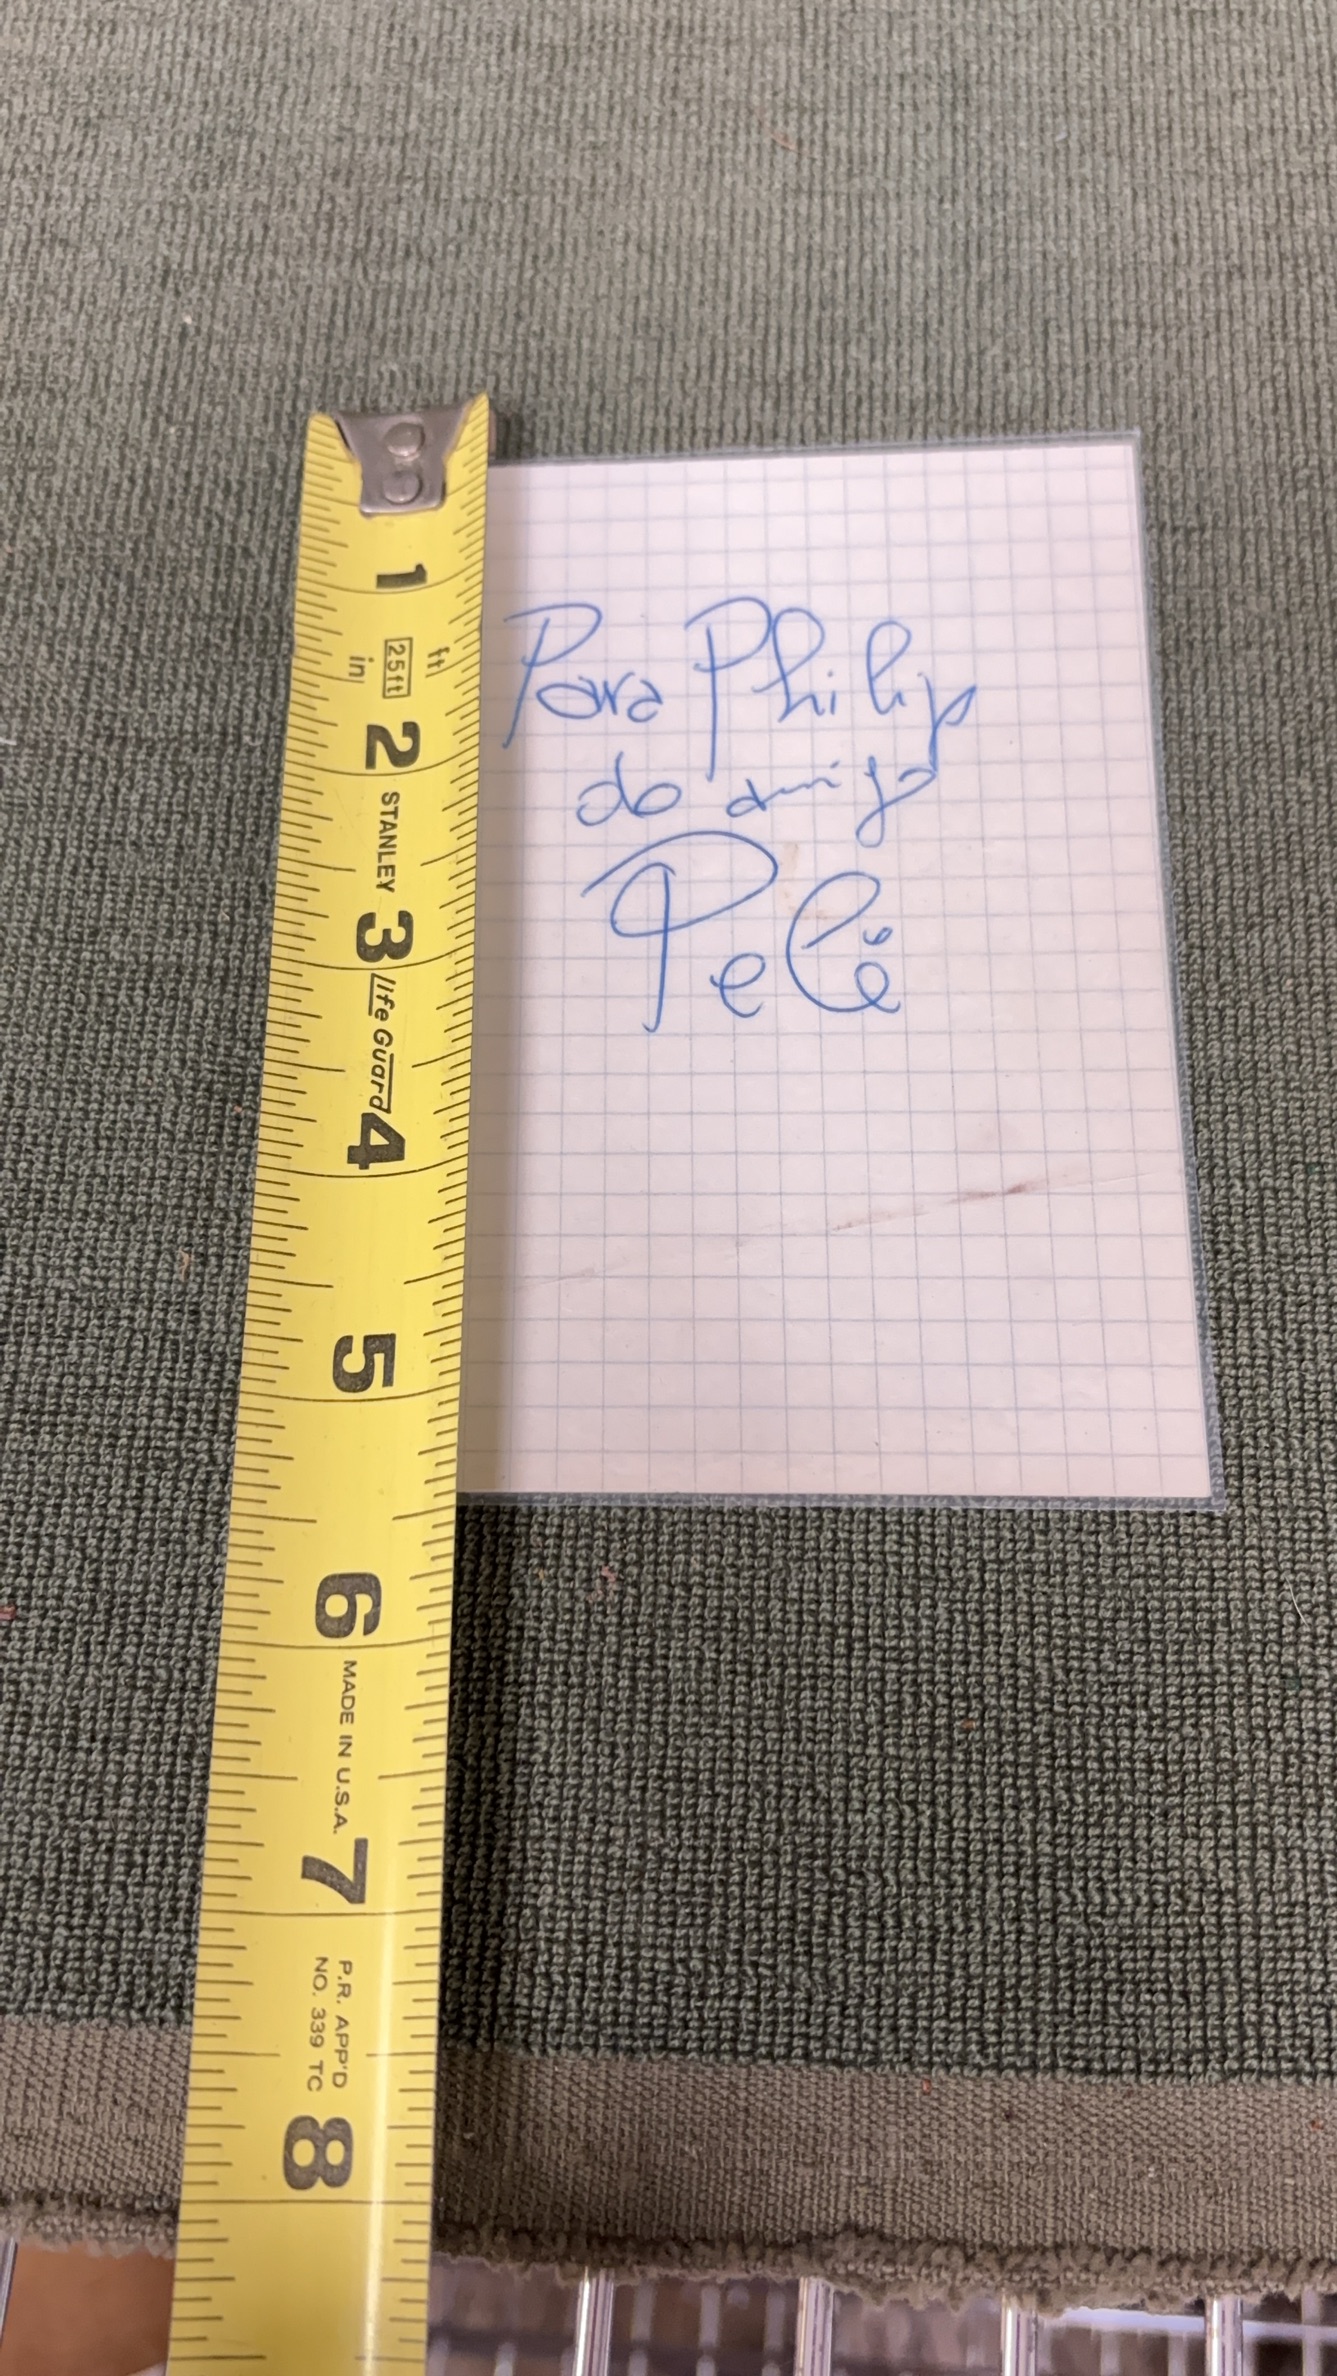 Para Philip
do amigo
Pelé
1
ft
25ft
in
2
STANLEY
3
life Guard
4
5
6
MADE IN U.S.A.
7
P.R. APP'D
NO. 339 TC
8